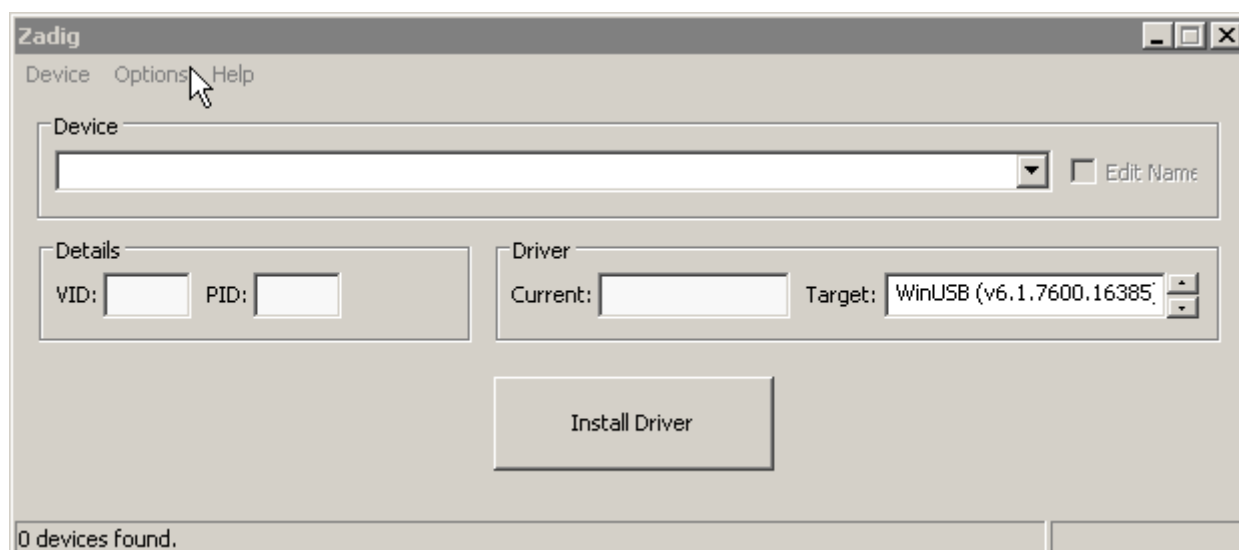 Zadig
Device Options Help
Device
Edit Name
Details
VID: PID:
Driver
Current: Target: WinUSB (v6.1.7600.16385)
Install Driver
0 devices found.